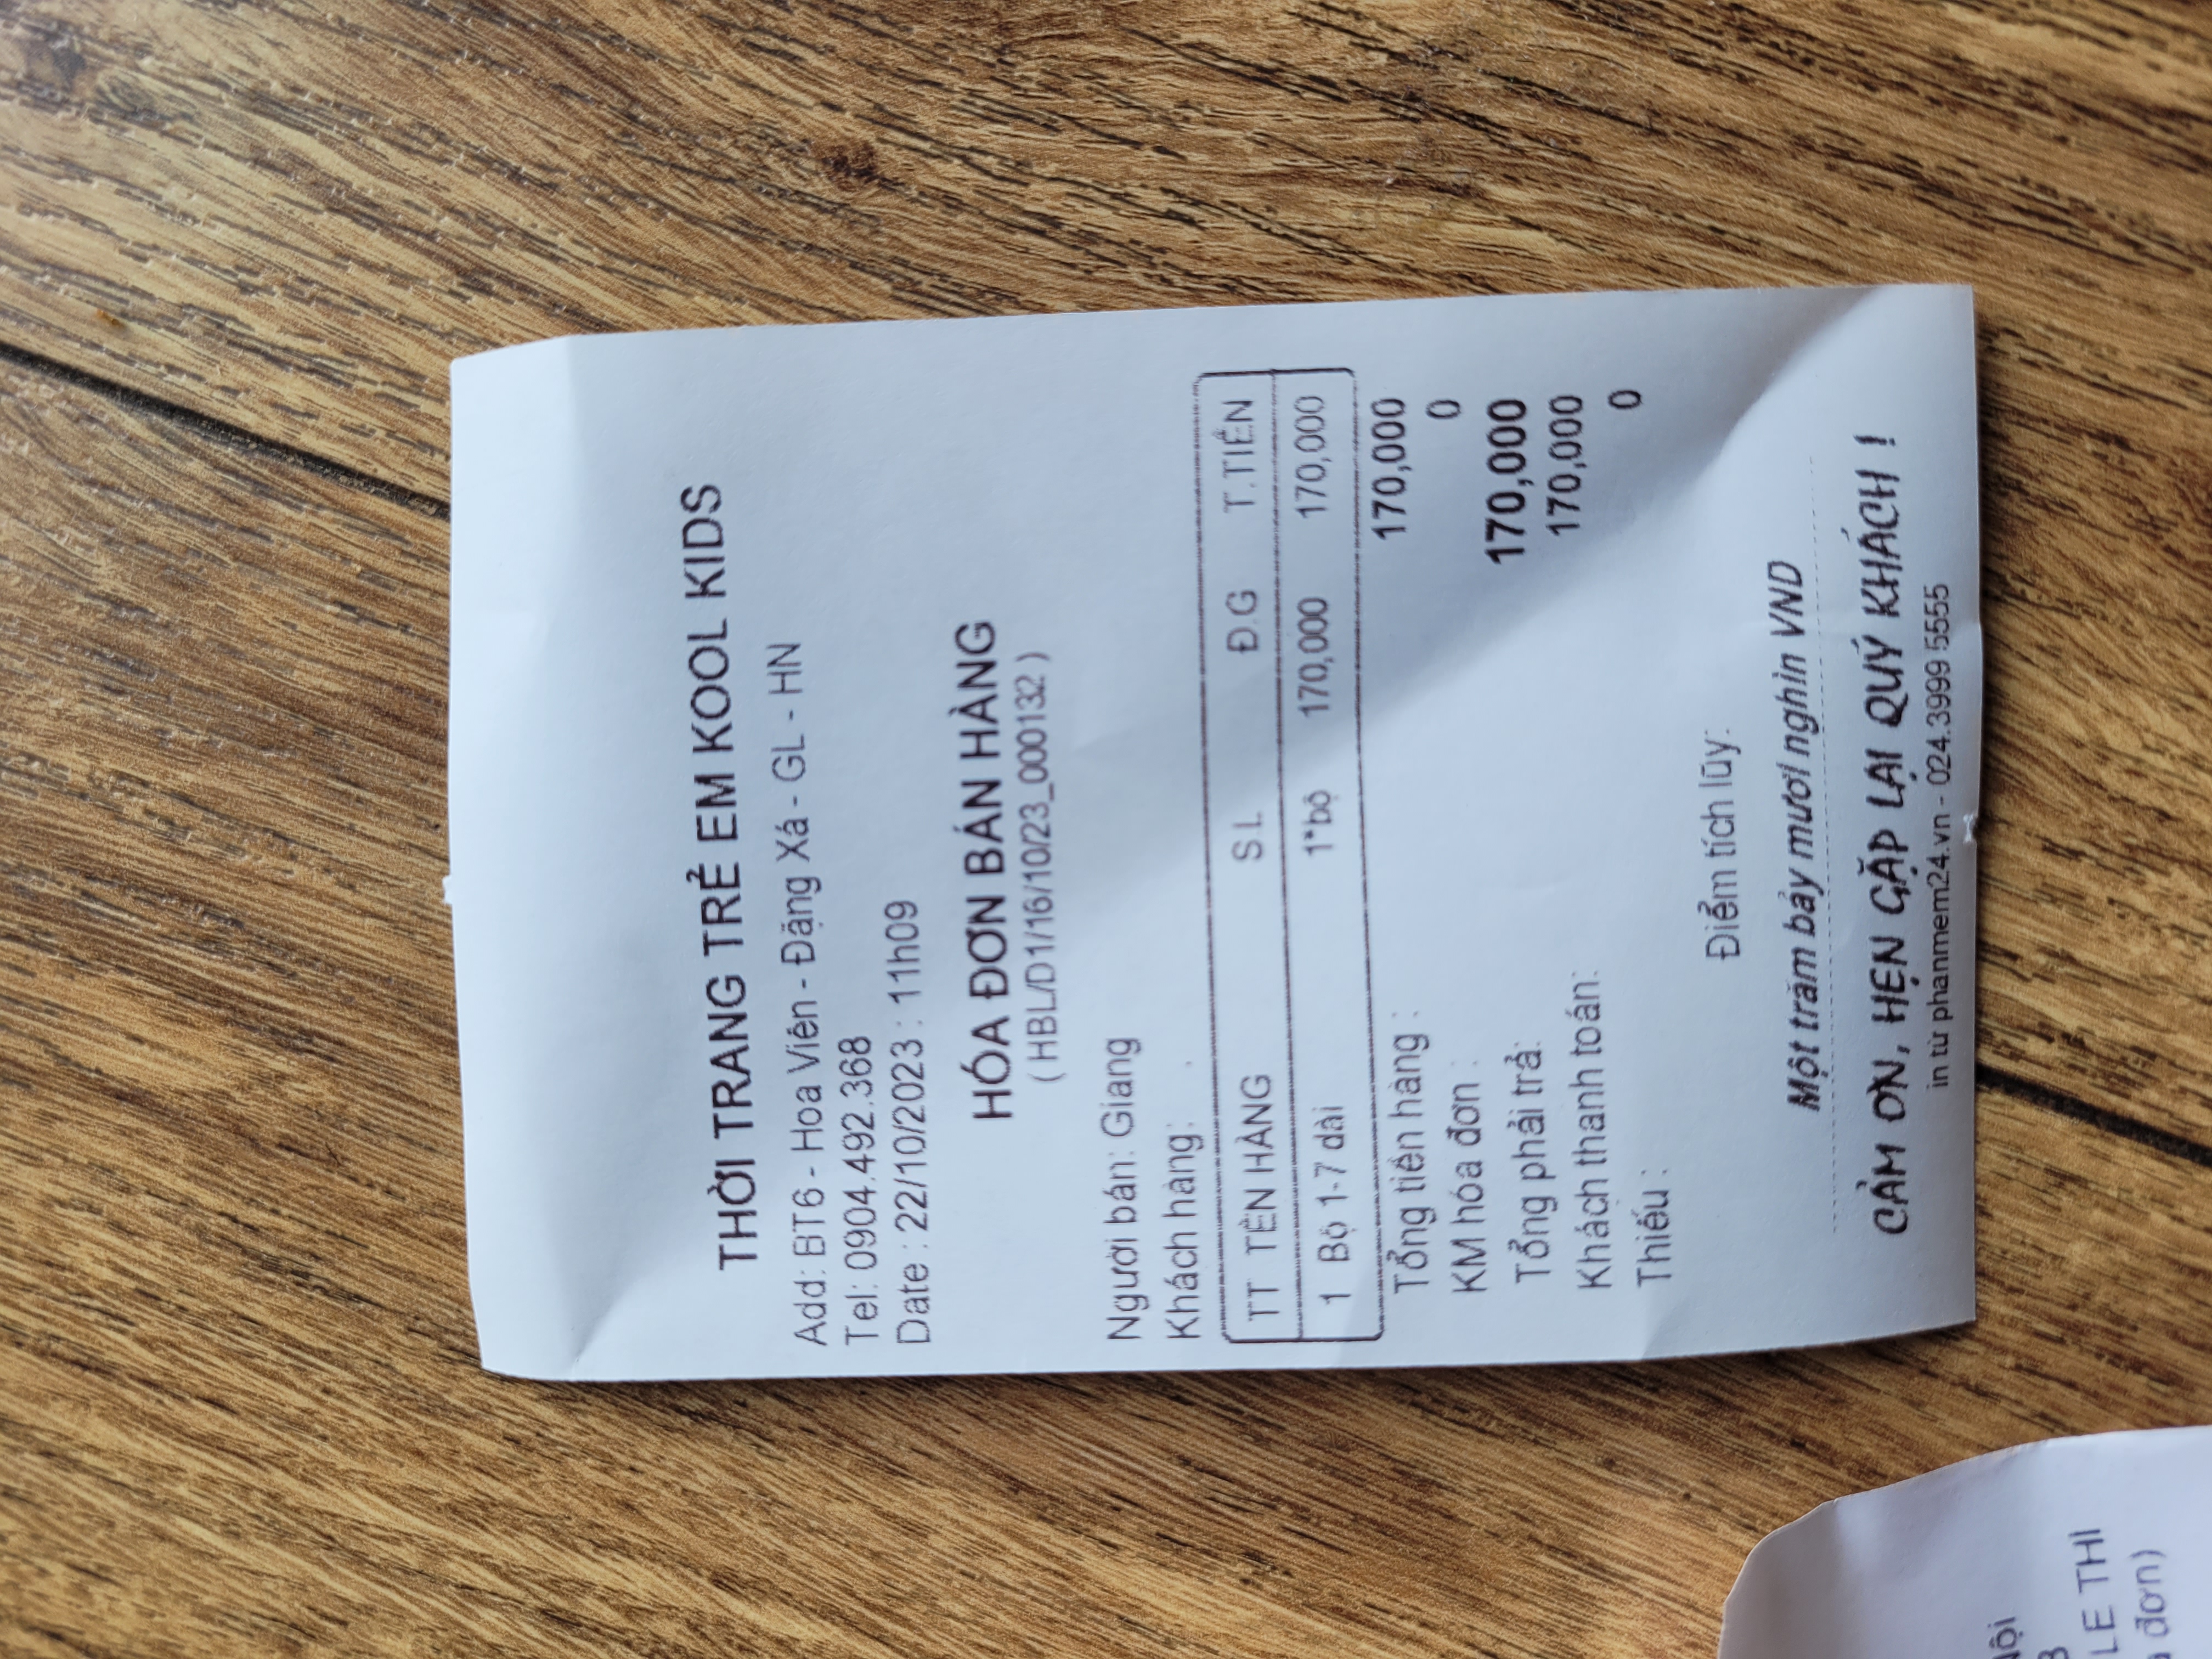 THỜI TRANG TRẺ EM KOOL KIDS
Add: BT6 - Hoa Viên - Đặng Xá - GL - HN
Tel: 0904.492.368
Date : 22/10/2023 : 11h09
HÓA ĐƠN BÁN HÀNG
( HBL/D1/16/10/23_000132 )
Người bán: Giang
Khách hàng: .
TT TÊN HÀNG S.L Đ.G T.TIỀN
1 Bộ 1-7 dài 1*bộ 170,000 170,000
Tổng tiền hàng : 170,000
KM hóa đơn : 0
Tổng phải trả: 170,000
Khách thanh toán: 170,000
Thiếu : 0
Điểm tích lũy:
Một trăm bảy mươi nghìn VND
CẢM ƠN, HẸN GẶP LẠI QUÝ KHÁCH !
in từ phanmem24.vn - 024.3999 5555
LE THI
đơn)